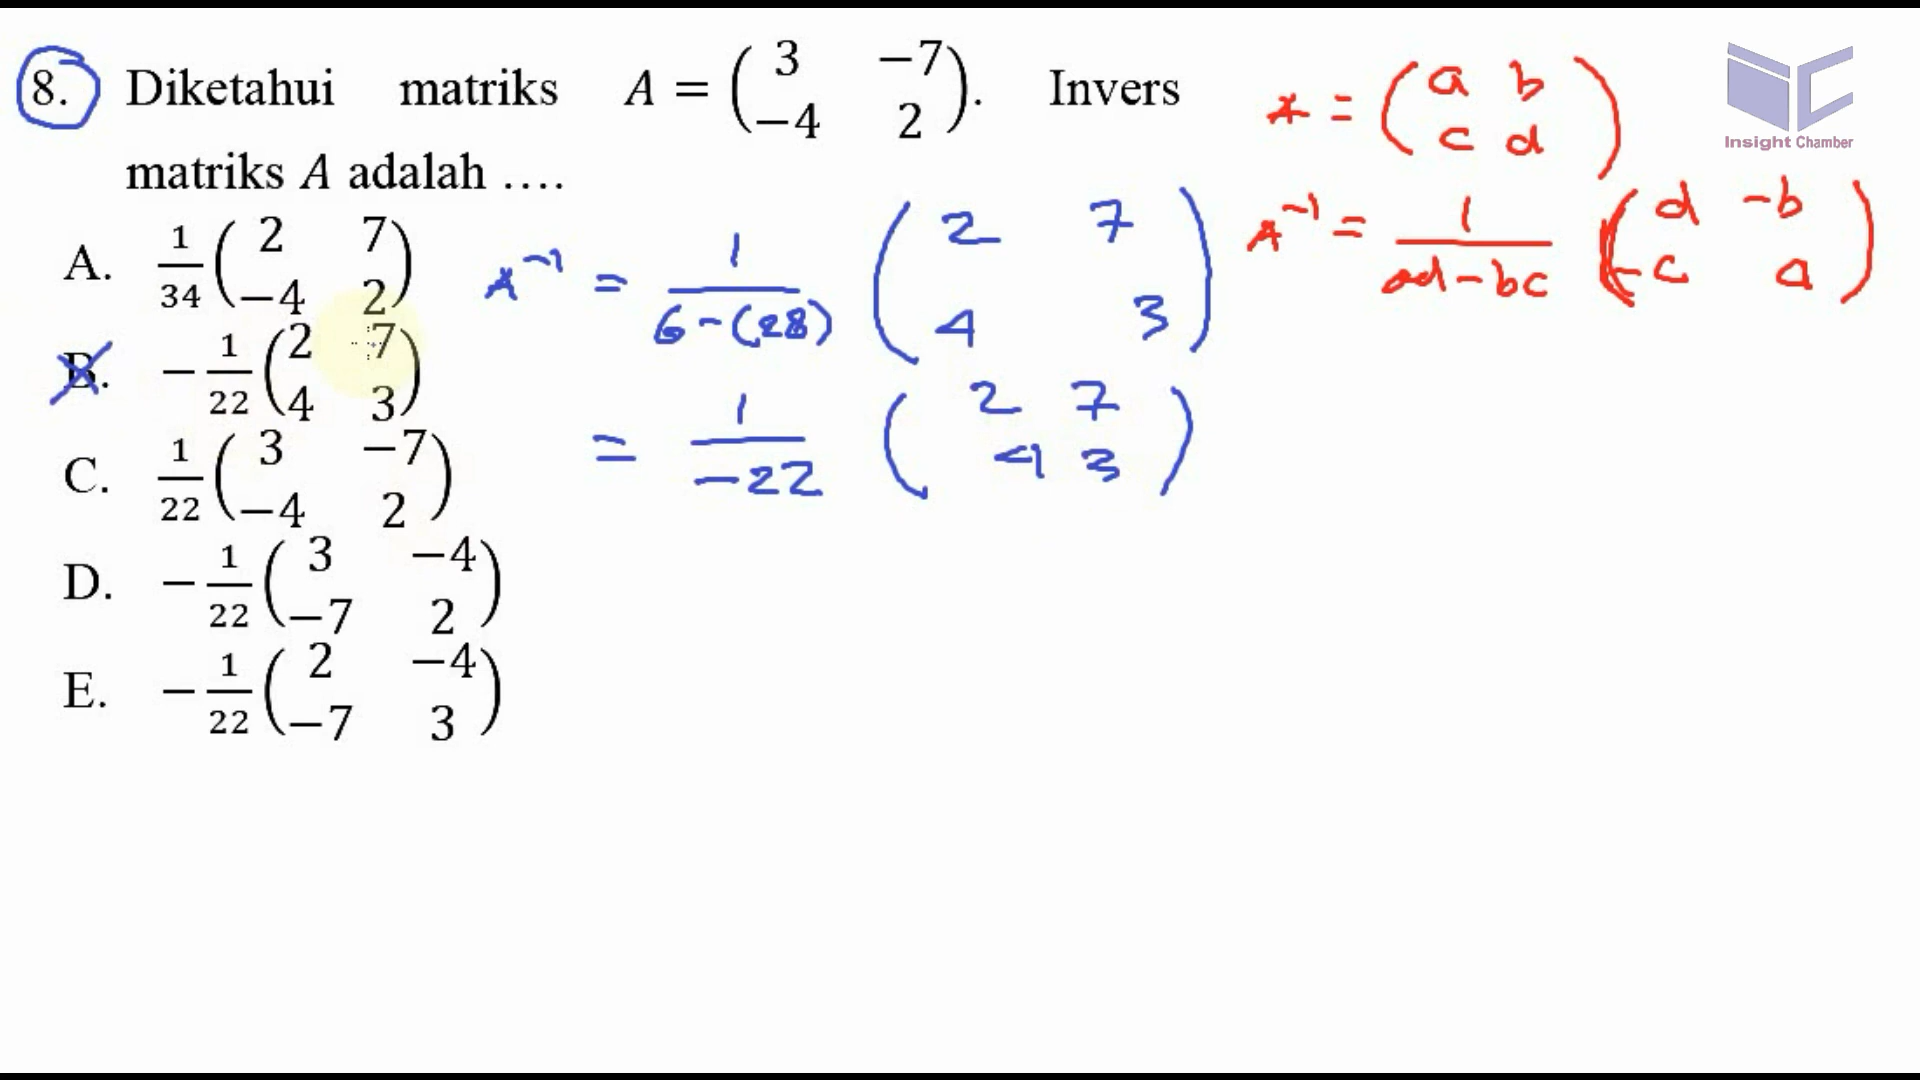 8. Diketahui matriks A = (3 −7; −4 2). Invers
matriks A adalah ….
A. 1/34 (2 7; −4 2)
B. −1/22 (2 7; 4 3)
C. 1/22 (3 −7; −4 2)
D. −1/22 (3 −4; −7 2)
E. −1/22 (2 −4; −7 3)
A⁻¹ = 1/(6-(28)) (2 7; 4 3)
= 1/(-22) (2 7; 4 3)
A = (a b; c d)
A⁻¹ = 1/(ad-bc) (d -b; -c a)
Insight Chamber